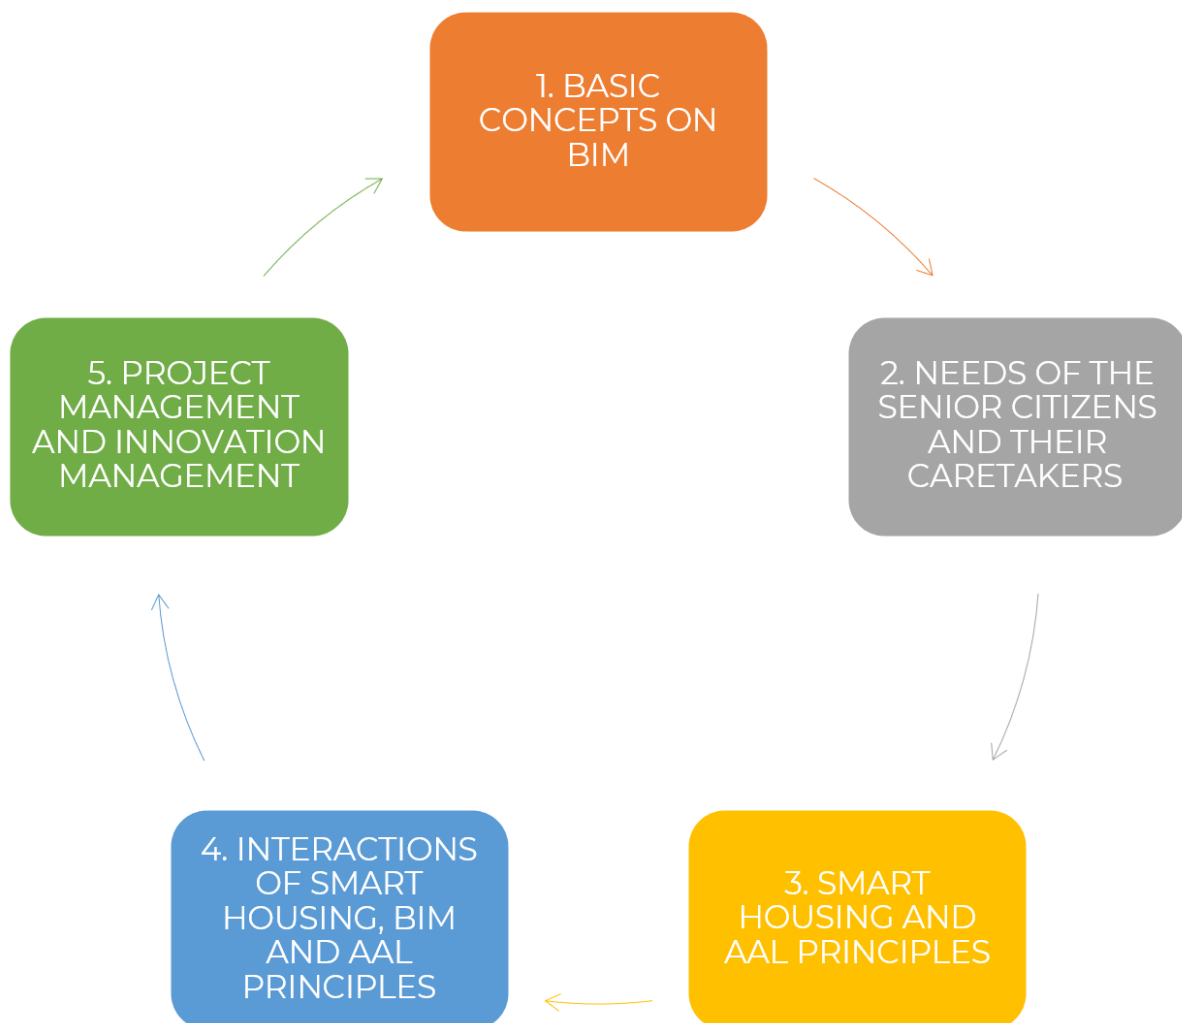 1. BASIC
CONCEPTS ON
BIM
2. NEEDS OF THE
SENIOR CITIZENS
AND THEIR
CARETAKERS
3. SMART
HOUSING AND
AAL PRINCIPLES
4. INTERACTIONS
OF SMART
HOUSING, BIM
AND AAL
PRINCIPLES
5. PROJECT
MANAGEMENT
AND INNOVATION
MANAGEMENT